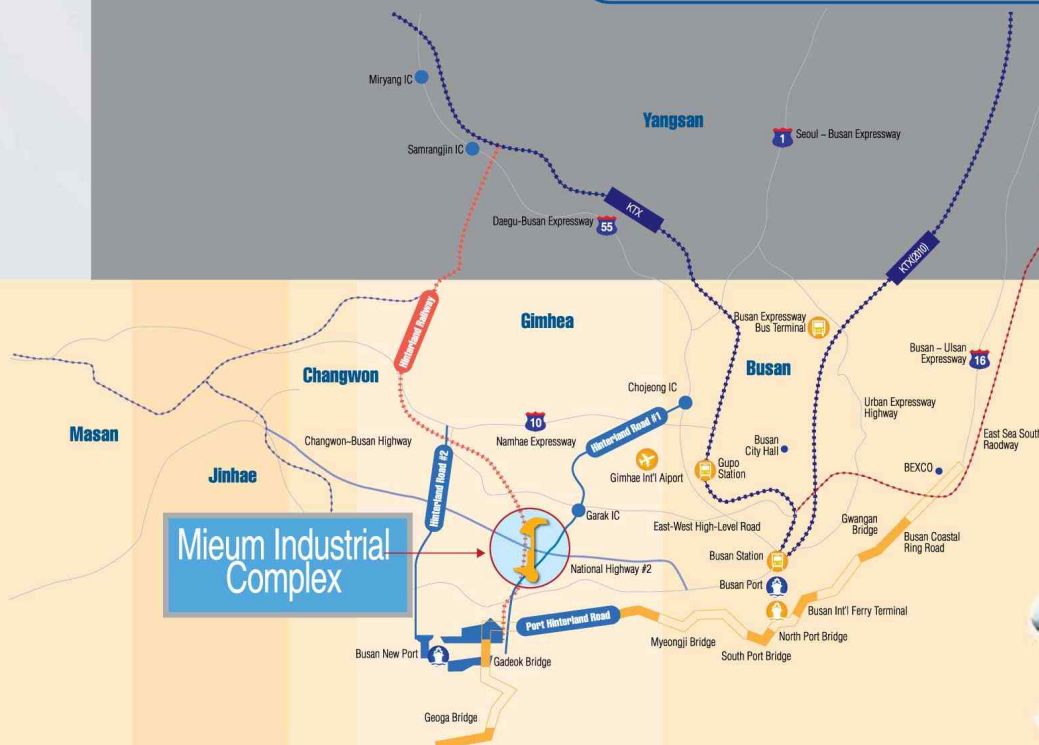 Miryang IC
Yangsan
1
Seoul – Busan Expressway
Samrangjin IC
KTX
Daegu-Busan Expressway
55
KTX(2010)
Hinterland Railway
Gimhea
Busan Expressway
Bus Terminal
Busan – Ulsan
Expressway
16
Changwon
Busan
Chojeong IC
Urban Expressway
Highway
Masan
10
Namhae Expressway
Hinterland Road #1
Changwon–Busan Highway
Busan
City Hall
East Sea South
Raodway
Jinhae
Hinterland Road #2
Gimhae Int'l Aiport
Gupo
Station
BEXCO
Garak IC
East-West High-Level Road
Gwangan
Bridge
Busan Coastal
Ring Road
Mieum Industrial
Complex
National Highway #2
Busan Station
Busan Port
Busan Int'l Ferry Terminal
Port Hinterland Road
Myeongji Bridge
North Port Bridge
South Port Bridge
Busan New Port
Gadeok Bridge
Geoga Bridge